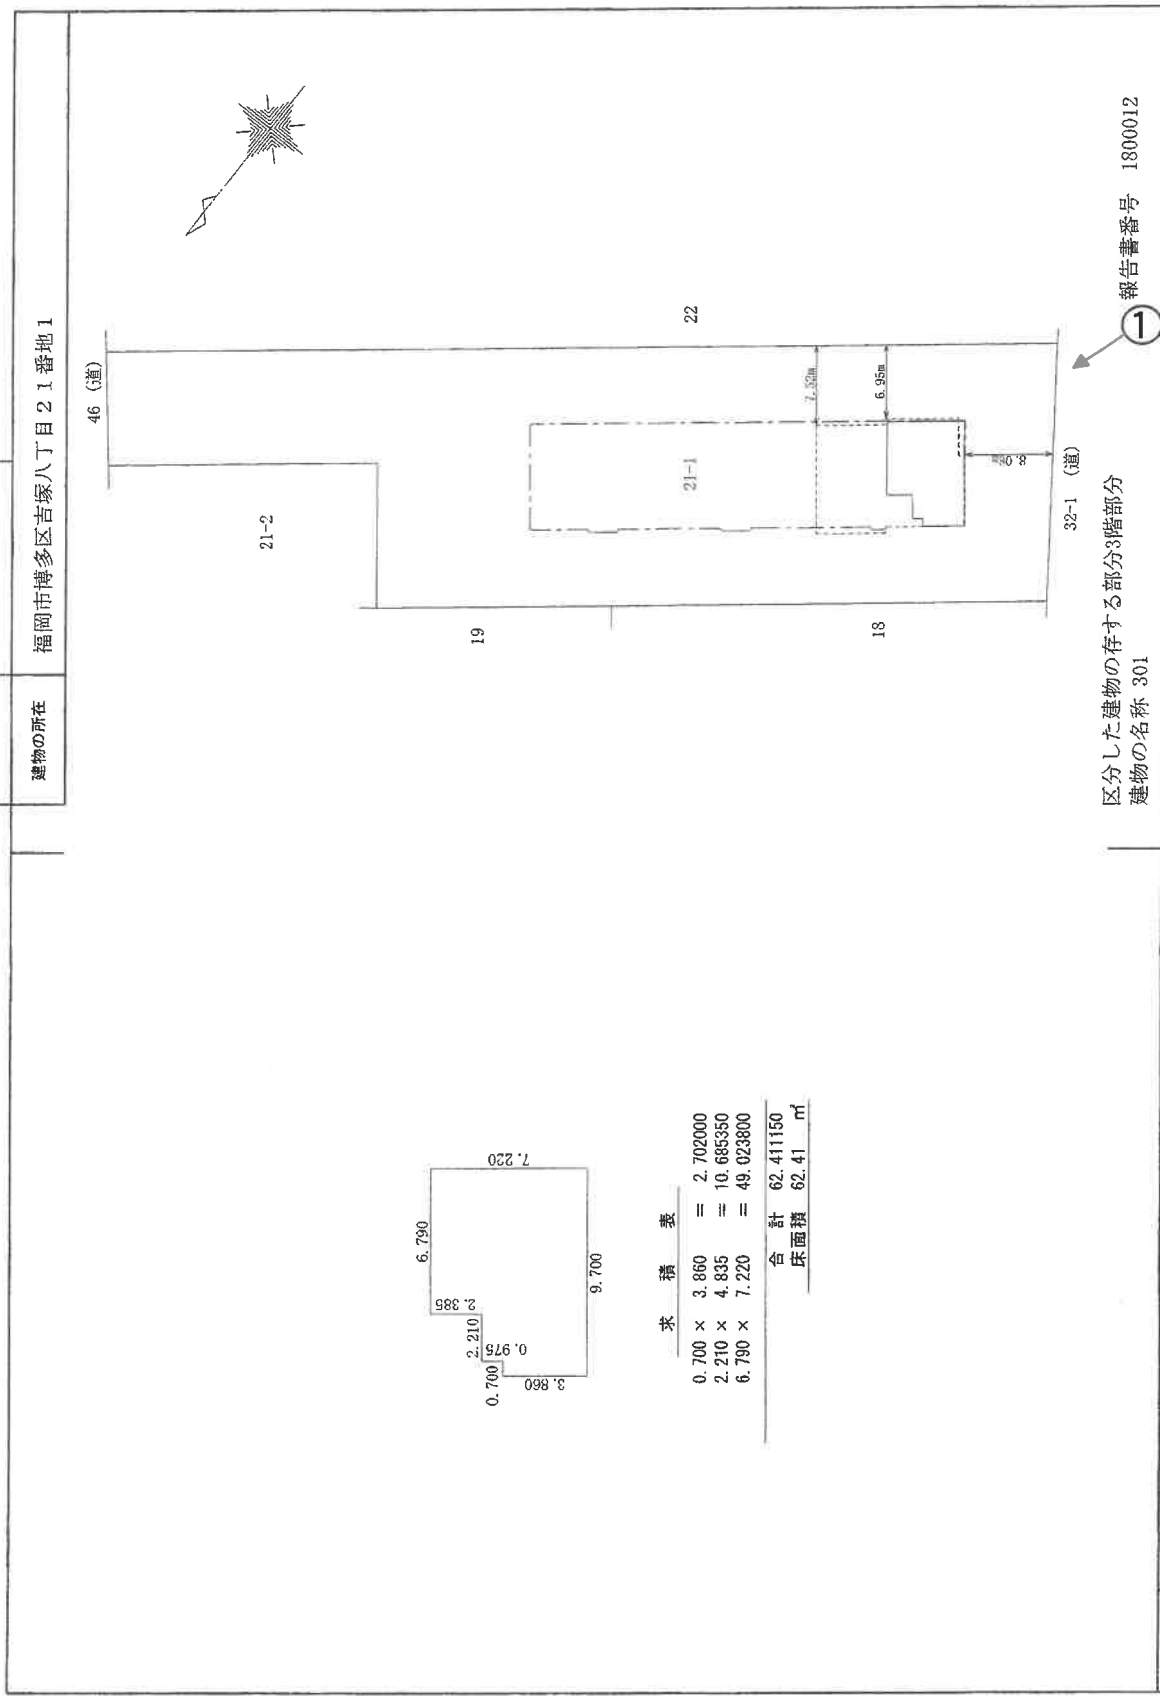 建物の所在
福岡市博多区吉塚八丁目21番地1
46 (道)
21-2
22
21-1
7.52m
6.95m
8.0
19
18
32-1 (道)
区分した建物の存する部分3階部分
建物の名称 301
①
報告書番号 1800012
6.790
7.220
2.385
2.210
0.975
0.700
3.860
9.700
求 積 表
0.700 × 3.860 = 2.702000
2.210 × 4.835 = 10.685350
6.790 × 7.220 = 49.023800
合 計 62.411150
床面積 62.41 ㎡